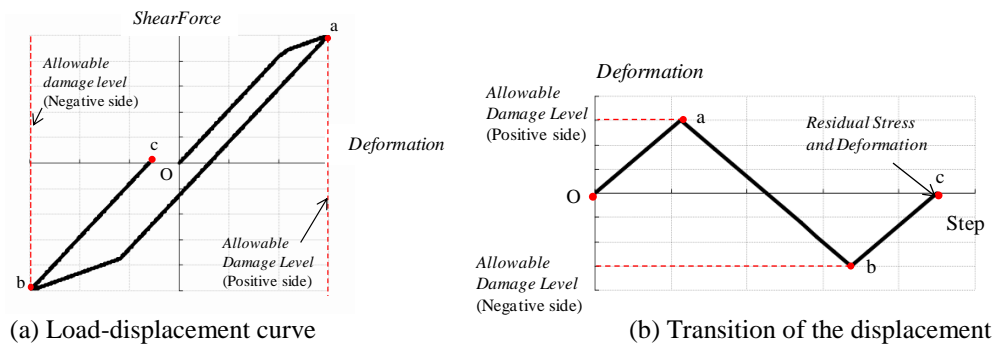 ShearForce
a
Allowable
damage level
(Negative side)
c
O
Deformation
Allowable
Damage Level
(Positive side)
b
(a) Load-displacement curve
Deformation
Allowable
Damage Level
(Positive side)
a
Residual Stress
and Deformation
c
O
Step
b
Allowable
Damage Level
(Negative side)
(b) Transition of the displacement